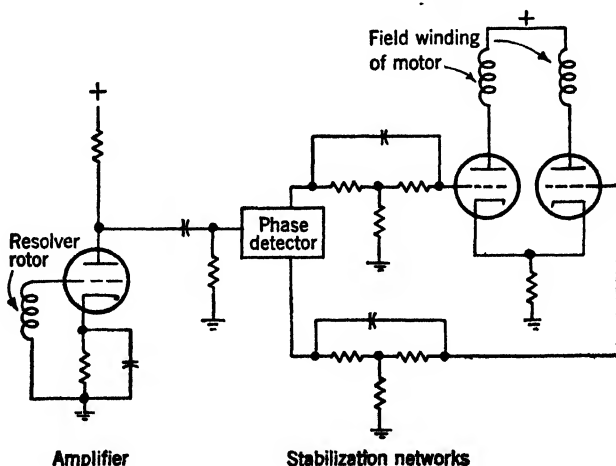 Field winding
of motor
+
+
Resolver
rotor
Phase
detector
Amplifier
Stabilization networks